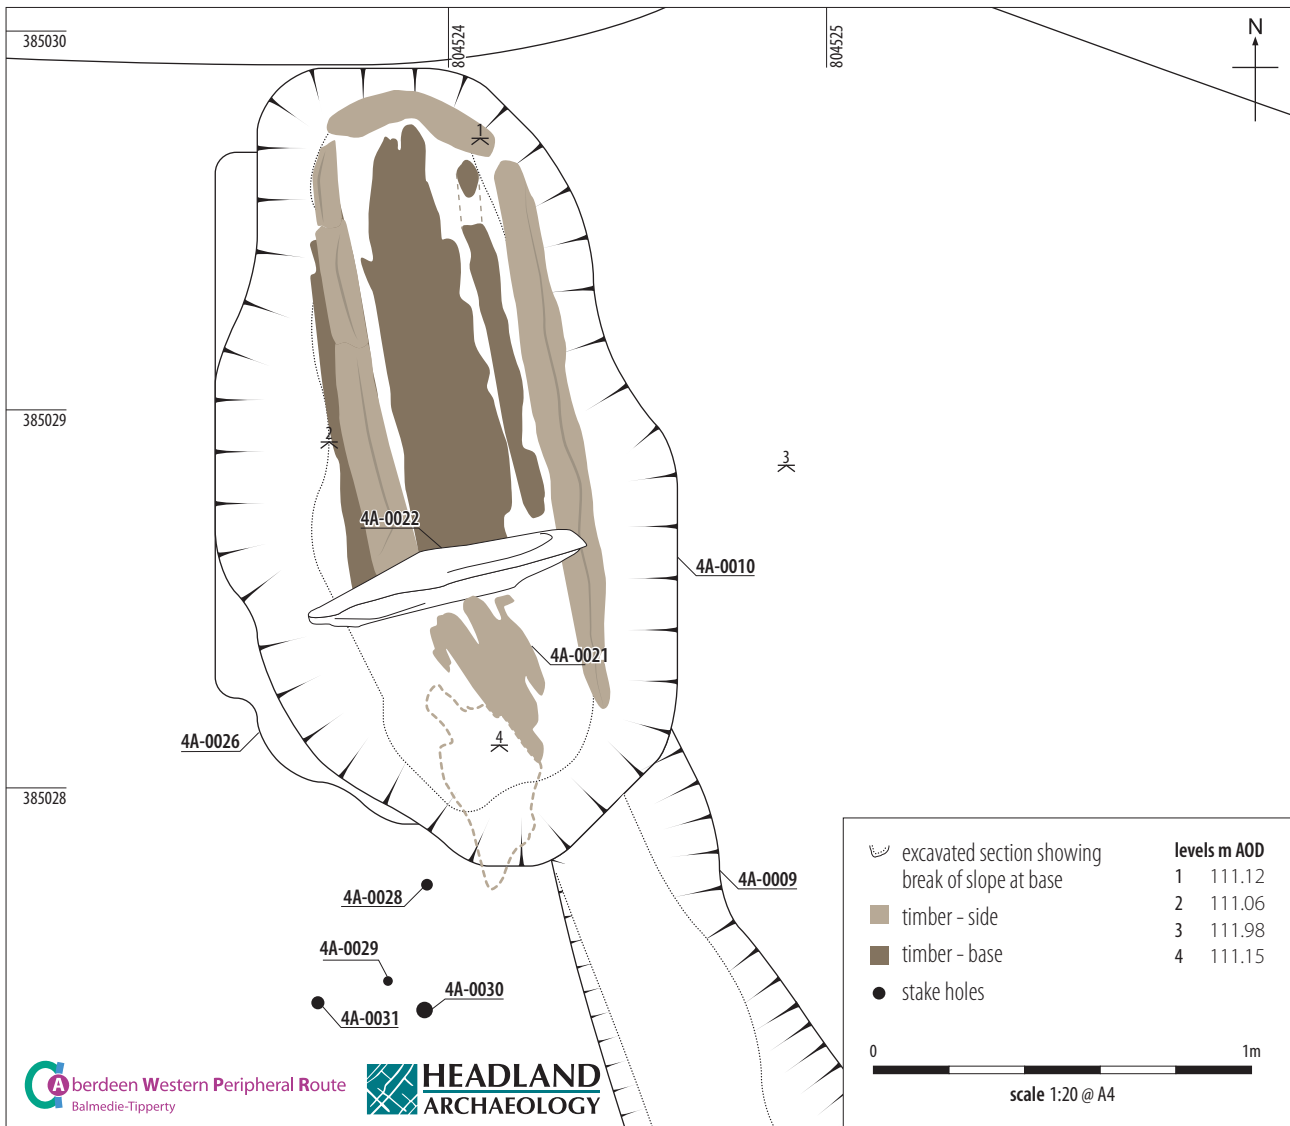 385030
804524
804525
N
1
385029
2
3
4A-0022
4A-0010
4A-0021
4
4A-0026
385028
4A-0009
4A-0028
4A-0029
4A-0030
4A-0031
excavated section showing
break of slope at base
timber - side
timber - base
stake holes
levels m AOD
1 111.12
2 111.06
3 111.98
4 111.15
0 1m
scale 1:20 @ A4
Aberdeen Western Peripheral Route
Balmedie-Tipperty
HEADLAND
ARCHAEOLOGY